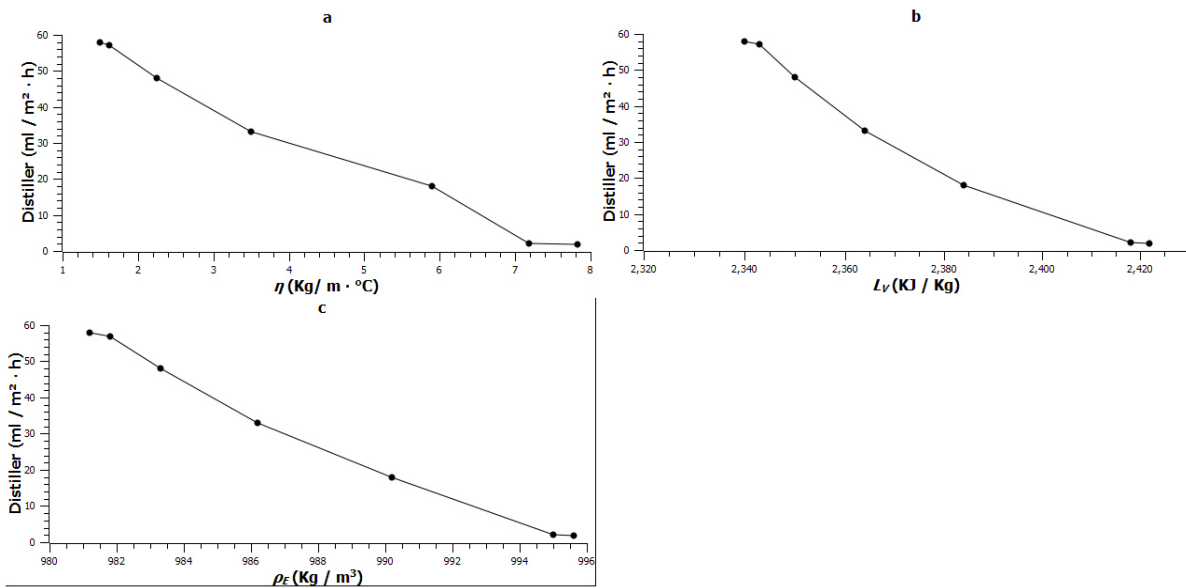 a
Distiller (ml / m² · h)
60
50
40
30
20
10
0
1 2 3 4 5 6 7 8
η (Kg/ m · °C)
b
Distiller (ml / m² · h)
60
50
40
30
20
10
0
2,320 2,340 2,360 2,380 2,400 2,420
LV (KJ / Kg)
c
Distiller (ml / m² · h)
60
50
40
30
20
10
0
980 982 984 986 988 990 992 994 996
ρE (Kg / m³)